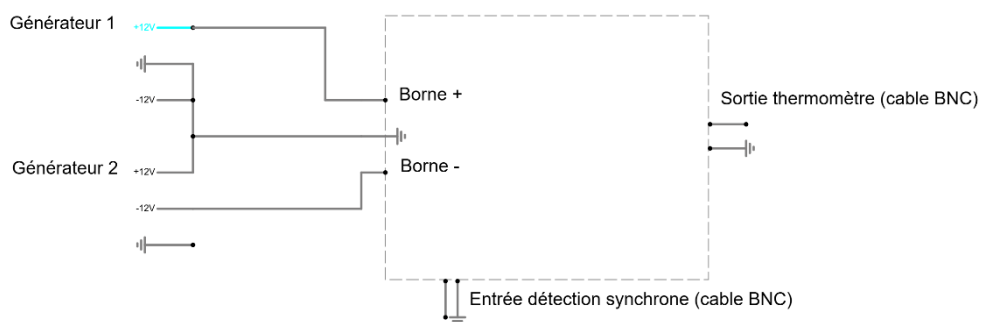 Générateur 1
+12V
-12V
Borne +
Sortie thermomètre (cable BNC)
Générateur 2
+12V
Borne -
-12V
Entrée détection synchrone (cable BNC)